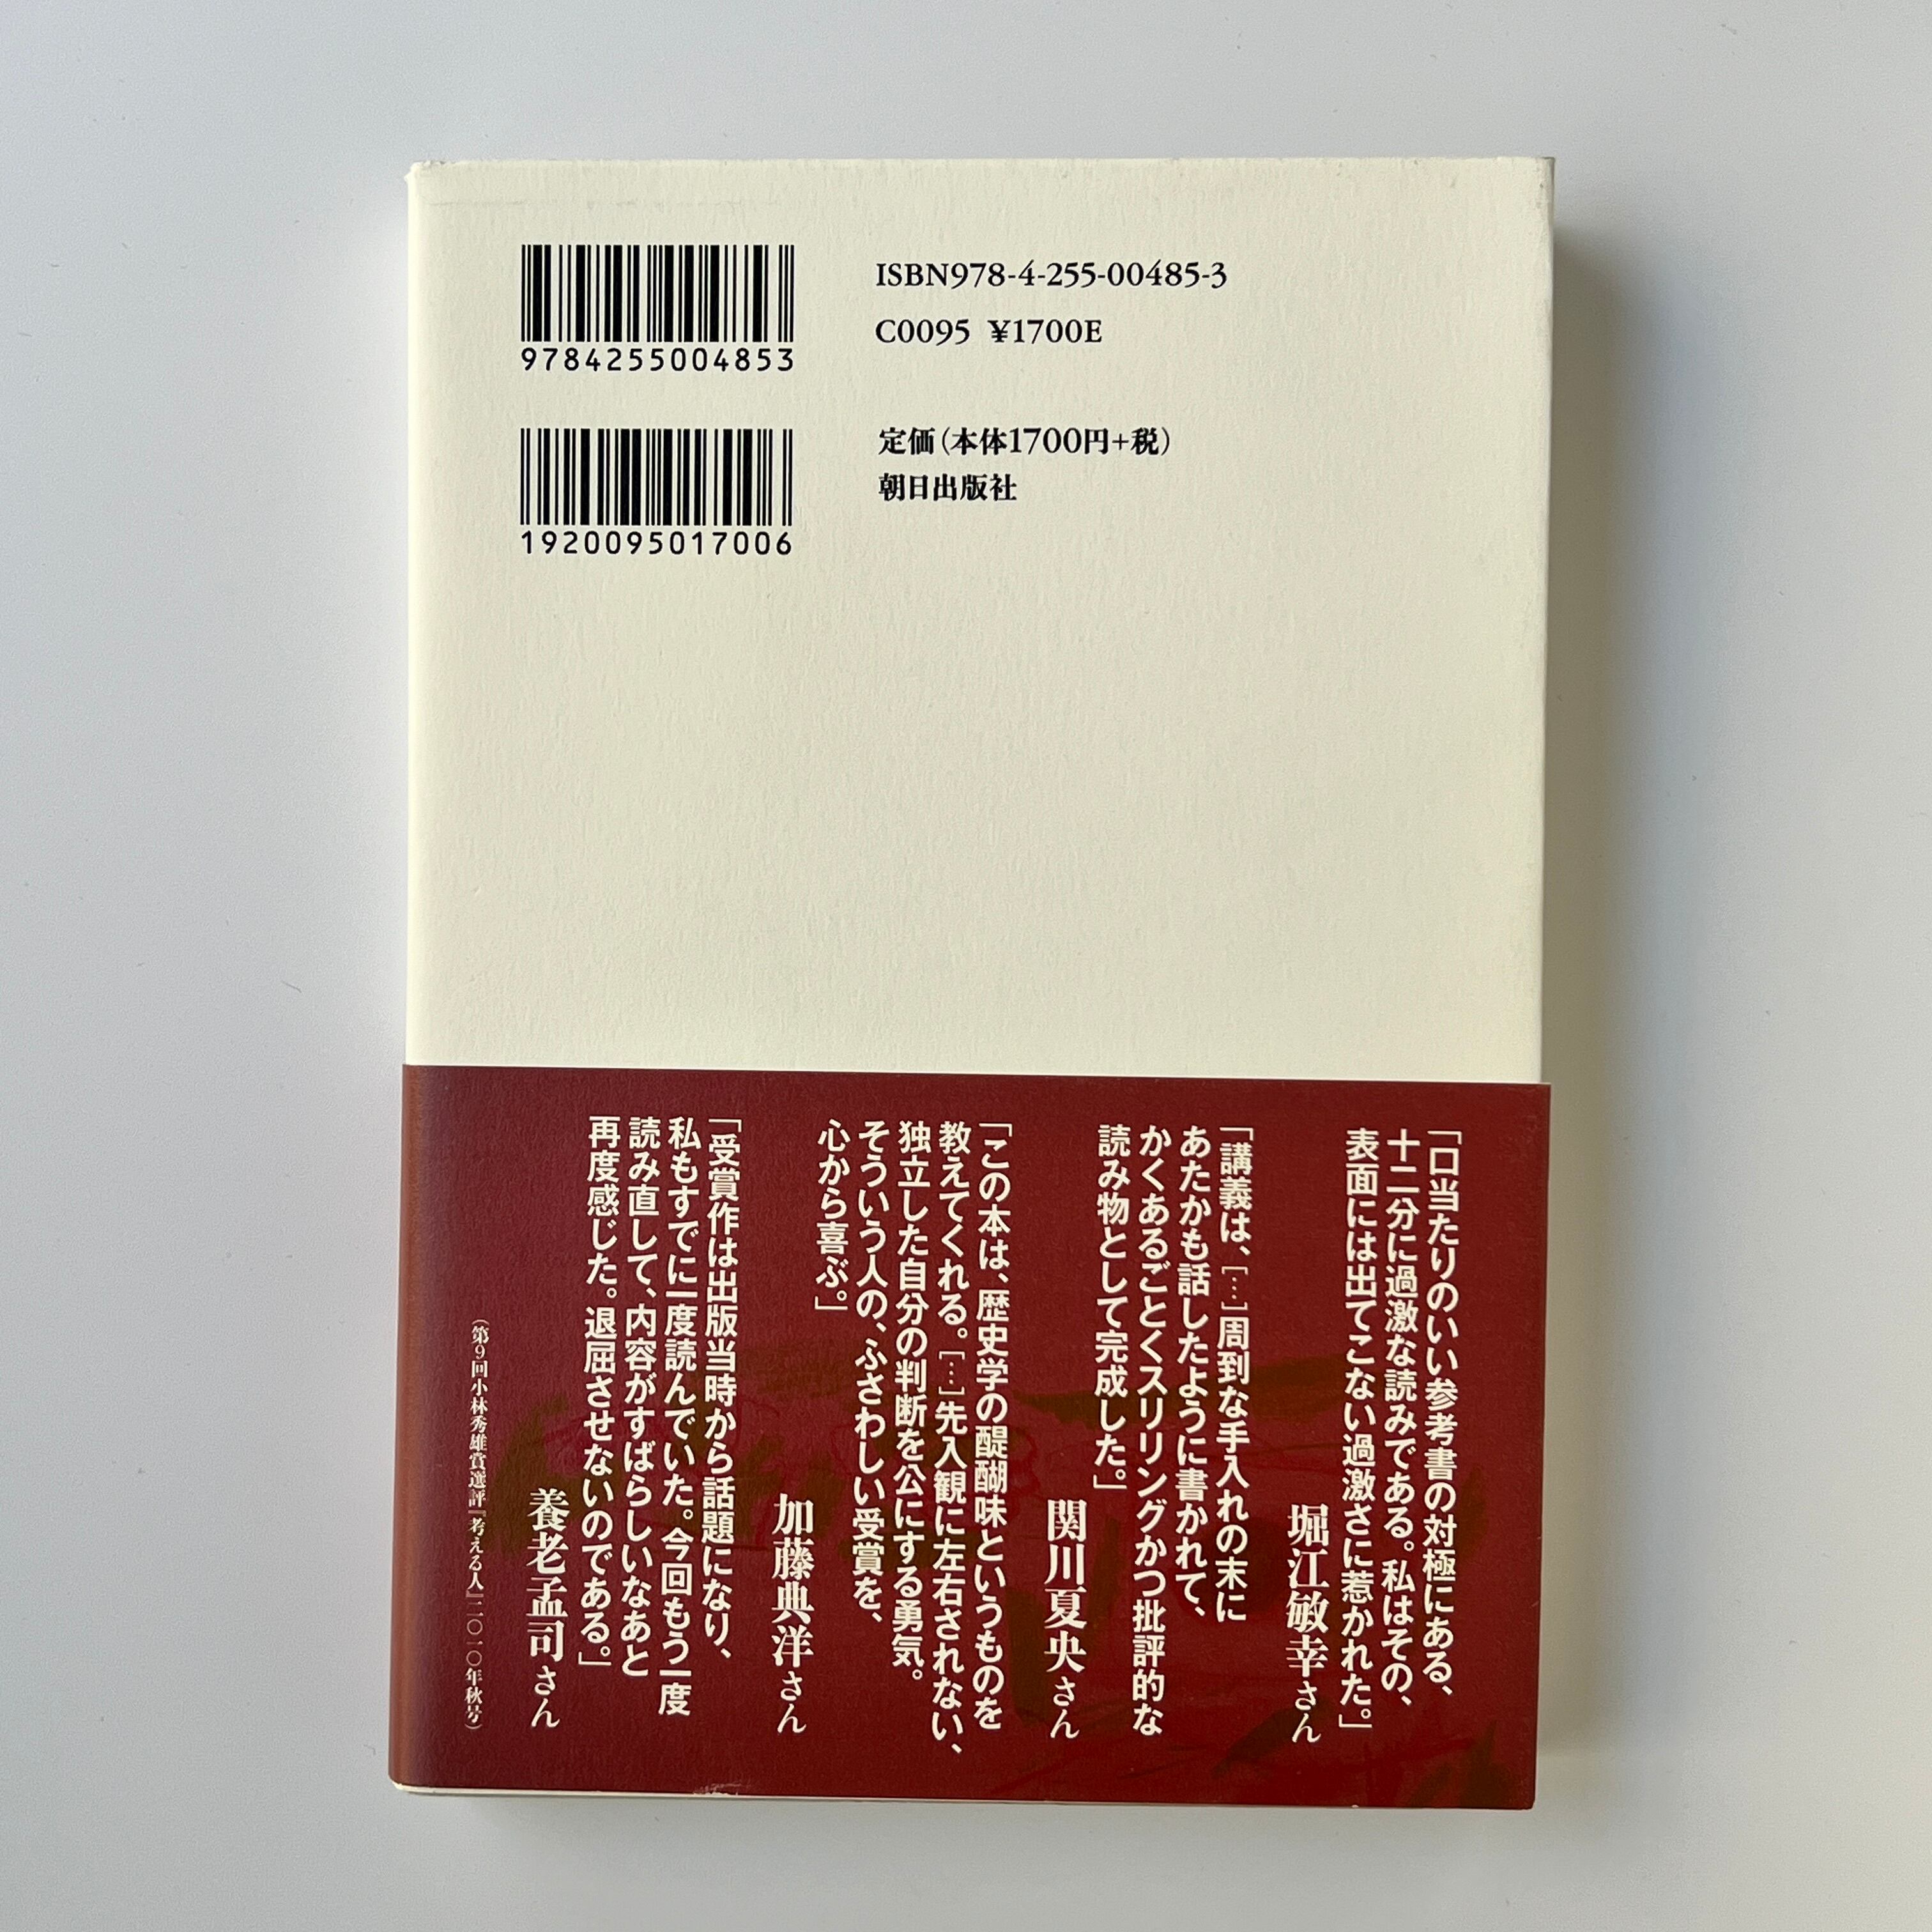 9784255004853
ISBN978-4-255-00485-3
C0095 ¥1700E
1920095017006
定価(本体1700円+税)
朝日出版社
「口当たりのいい参考書の対極にある、
十二分に過激な読みである。私はその、
表面には出てこない過激さに惹かれた。」
堀江敏幸さん
「講義は、[…]周到な手入れの末に
あたかも話したように書かれて、
かくあるごとくスリリングかつ批評的な
読み物として完成した。」
関川夏央さん
「この本は、歴史学の醍醐味というものを
教えてくれる。[…]先入観に左右されない、
独立した自分の判断を公にする勇気。
そういう人の、ふさわしい受賞を、
心から喜ぶ。」
加藤典洋さん
「受賞作は出版当時から話題になり、
私もすでに一度読んでいた。今回もう一度
読み直して、内容がすばらしいなあと
再度感じた。退屈させないのである。」
養老孟司さん
(第9回小林秀雄賞選評『考える人』二〇一〇年秋号)